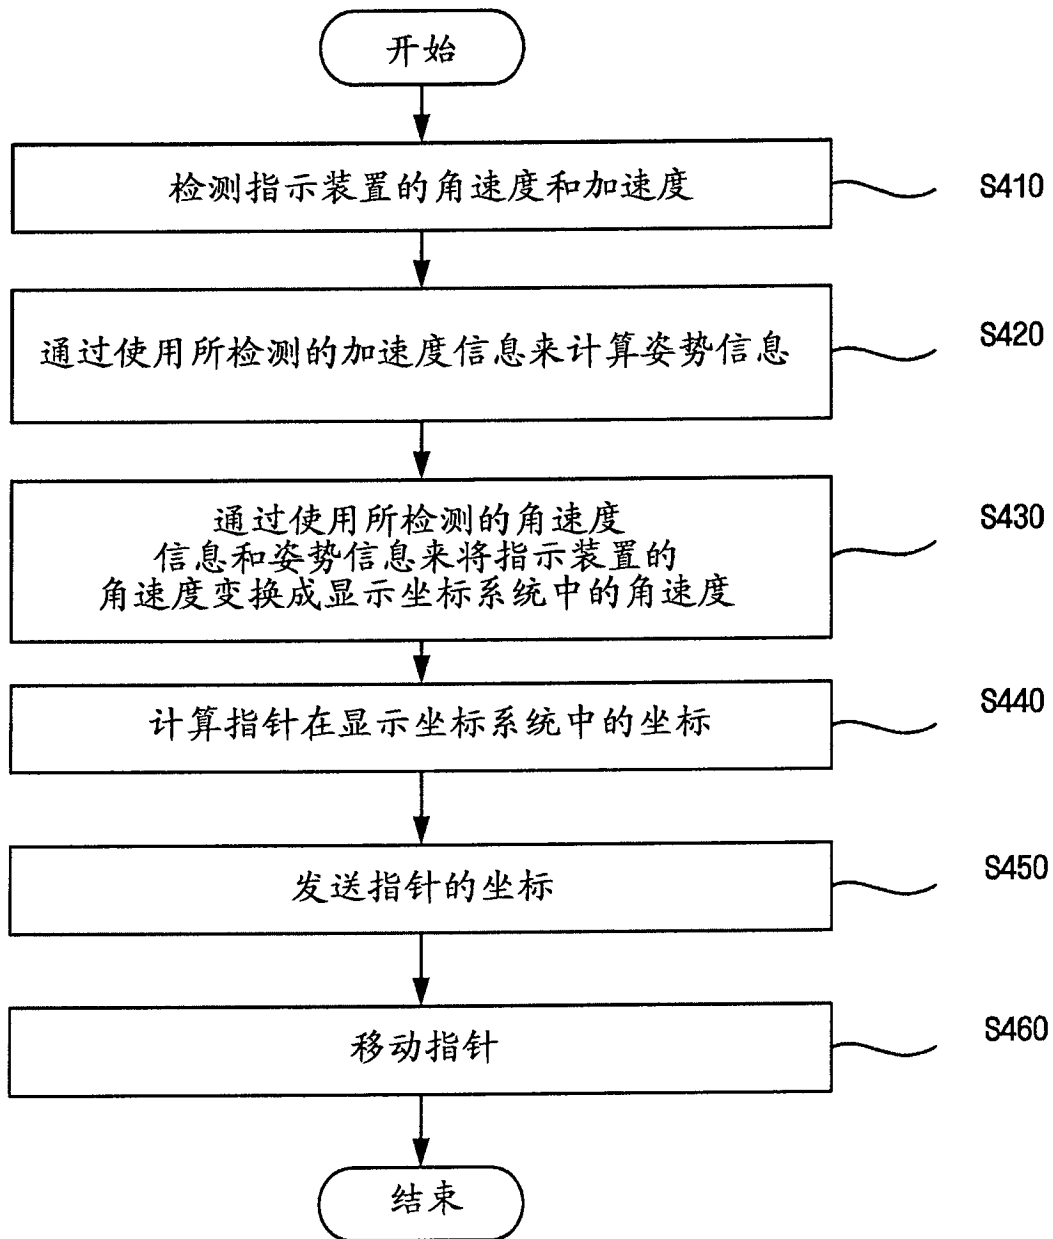 开始
检测指示装置的角速度和加速度
S410
通过使用所检测的加速度信息来计算姿势信息
S420
通过使用所检测的角速度
信息和姿势信息来将指示装置的
角速度变换成显示坐标系统中的角速度
S430
计算指针在显示坐标系统中的坐标
S440
发送指针的坐标
S450
移动指针
S460
结束